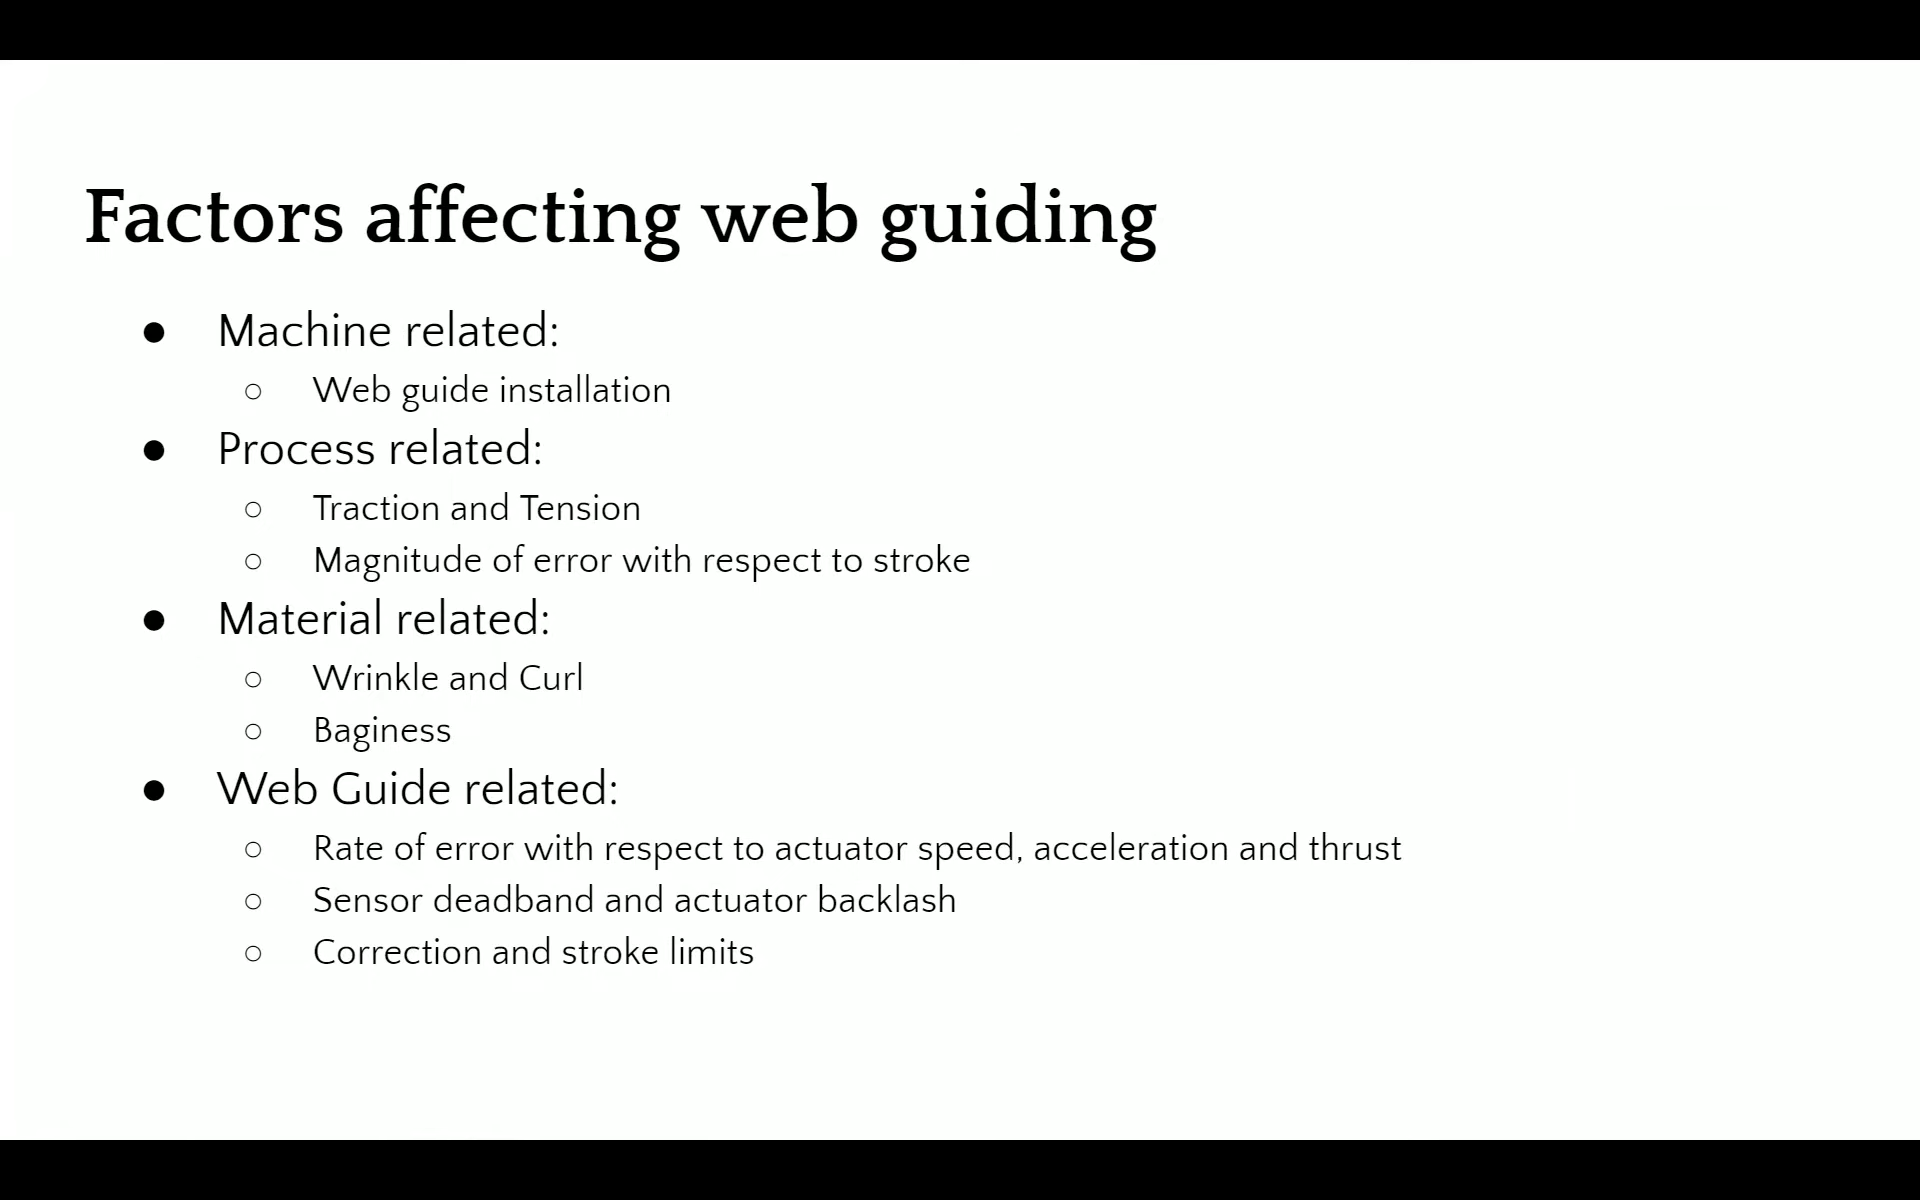 Factors affecting web guiding
● Machine related:
○ Web guide installation
● Process related:
○ Traction and Tension
○ Magnitude of error with respect to stroke
● Material related:
○ Wrinkle and Curl
○ Baginess
● Web Guide related:
○ Rate of error with respect to actuator speed, acceleration and thrust
○ Sensor deadband and actuator backlash
○ Correction and stroke limits